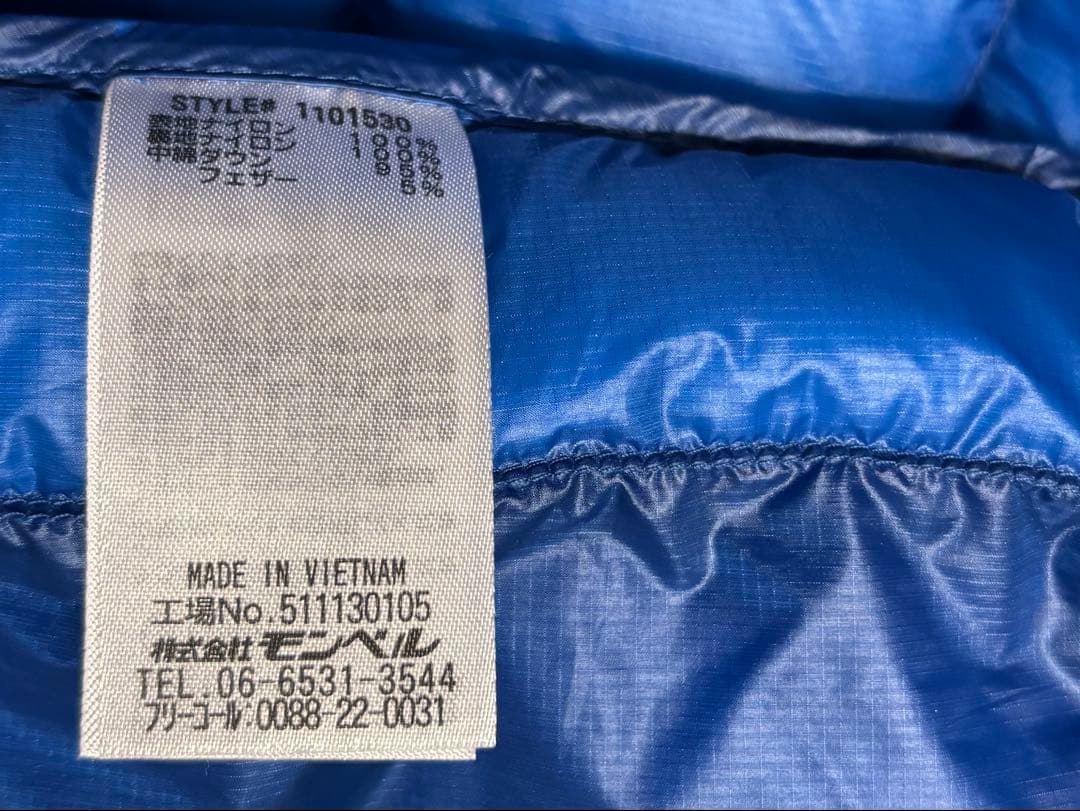 STYLE# 1101530
表地ナイロン 100%
裏地ナイロン 100%
中綿ダウン
フェザー 5%
MADE IN VIETNAM
工場No.511130105
株式会社モンベル
TEL.06-6531-3544
フリーコール:0088-22-0031